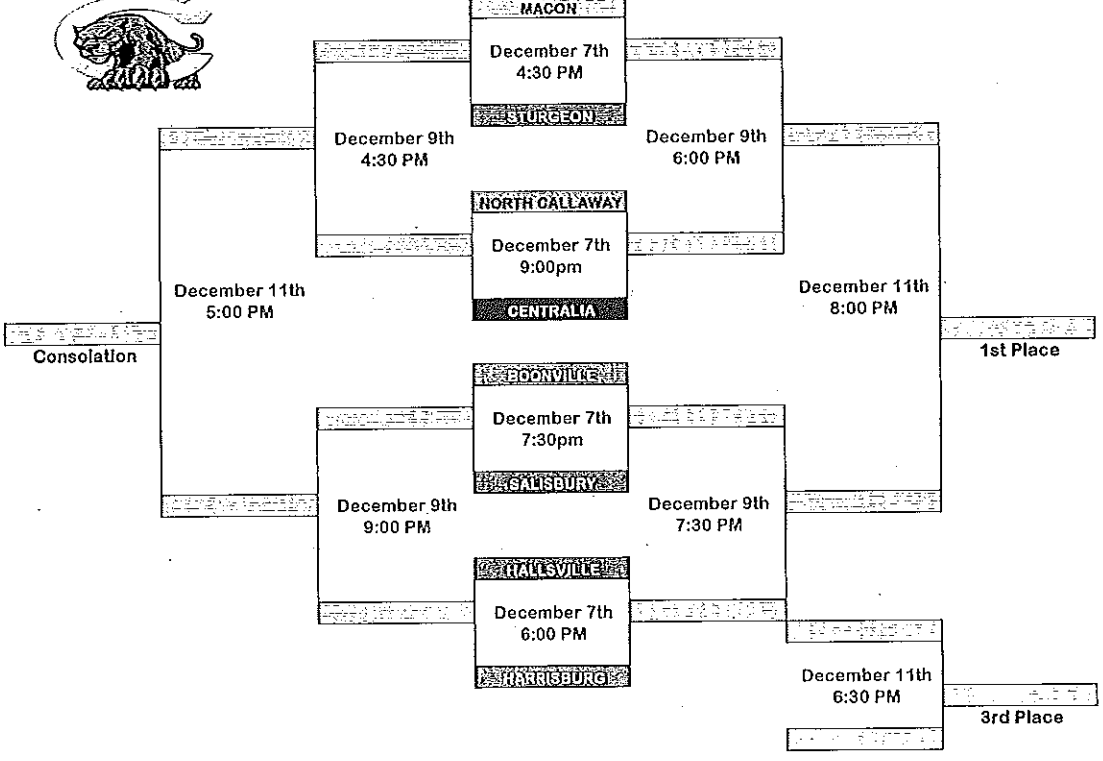 MACON
December 7th
4:30 PM
STURGEON
December 9th
4:30 PM
December 9th
6:00 PM
NORTH CALLAWAY
December 7th
9:00pm
CENTRALIA
December 11th
5:00 PM
December 11th
8:00 PM
Consolation
1st Place
BOONVILLE
December 7th
7:30pm
SALISBURY
December 9th
9:00 PM
December 9th
7:30 PM
HALLSVILLE
December 7th
6:00 PM
HARRISBURG
December 11th
6:30 PM
3rd Place